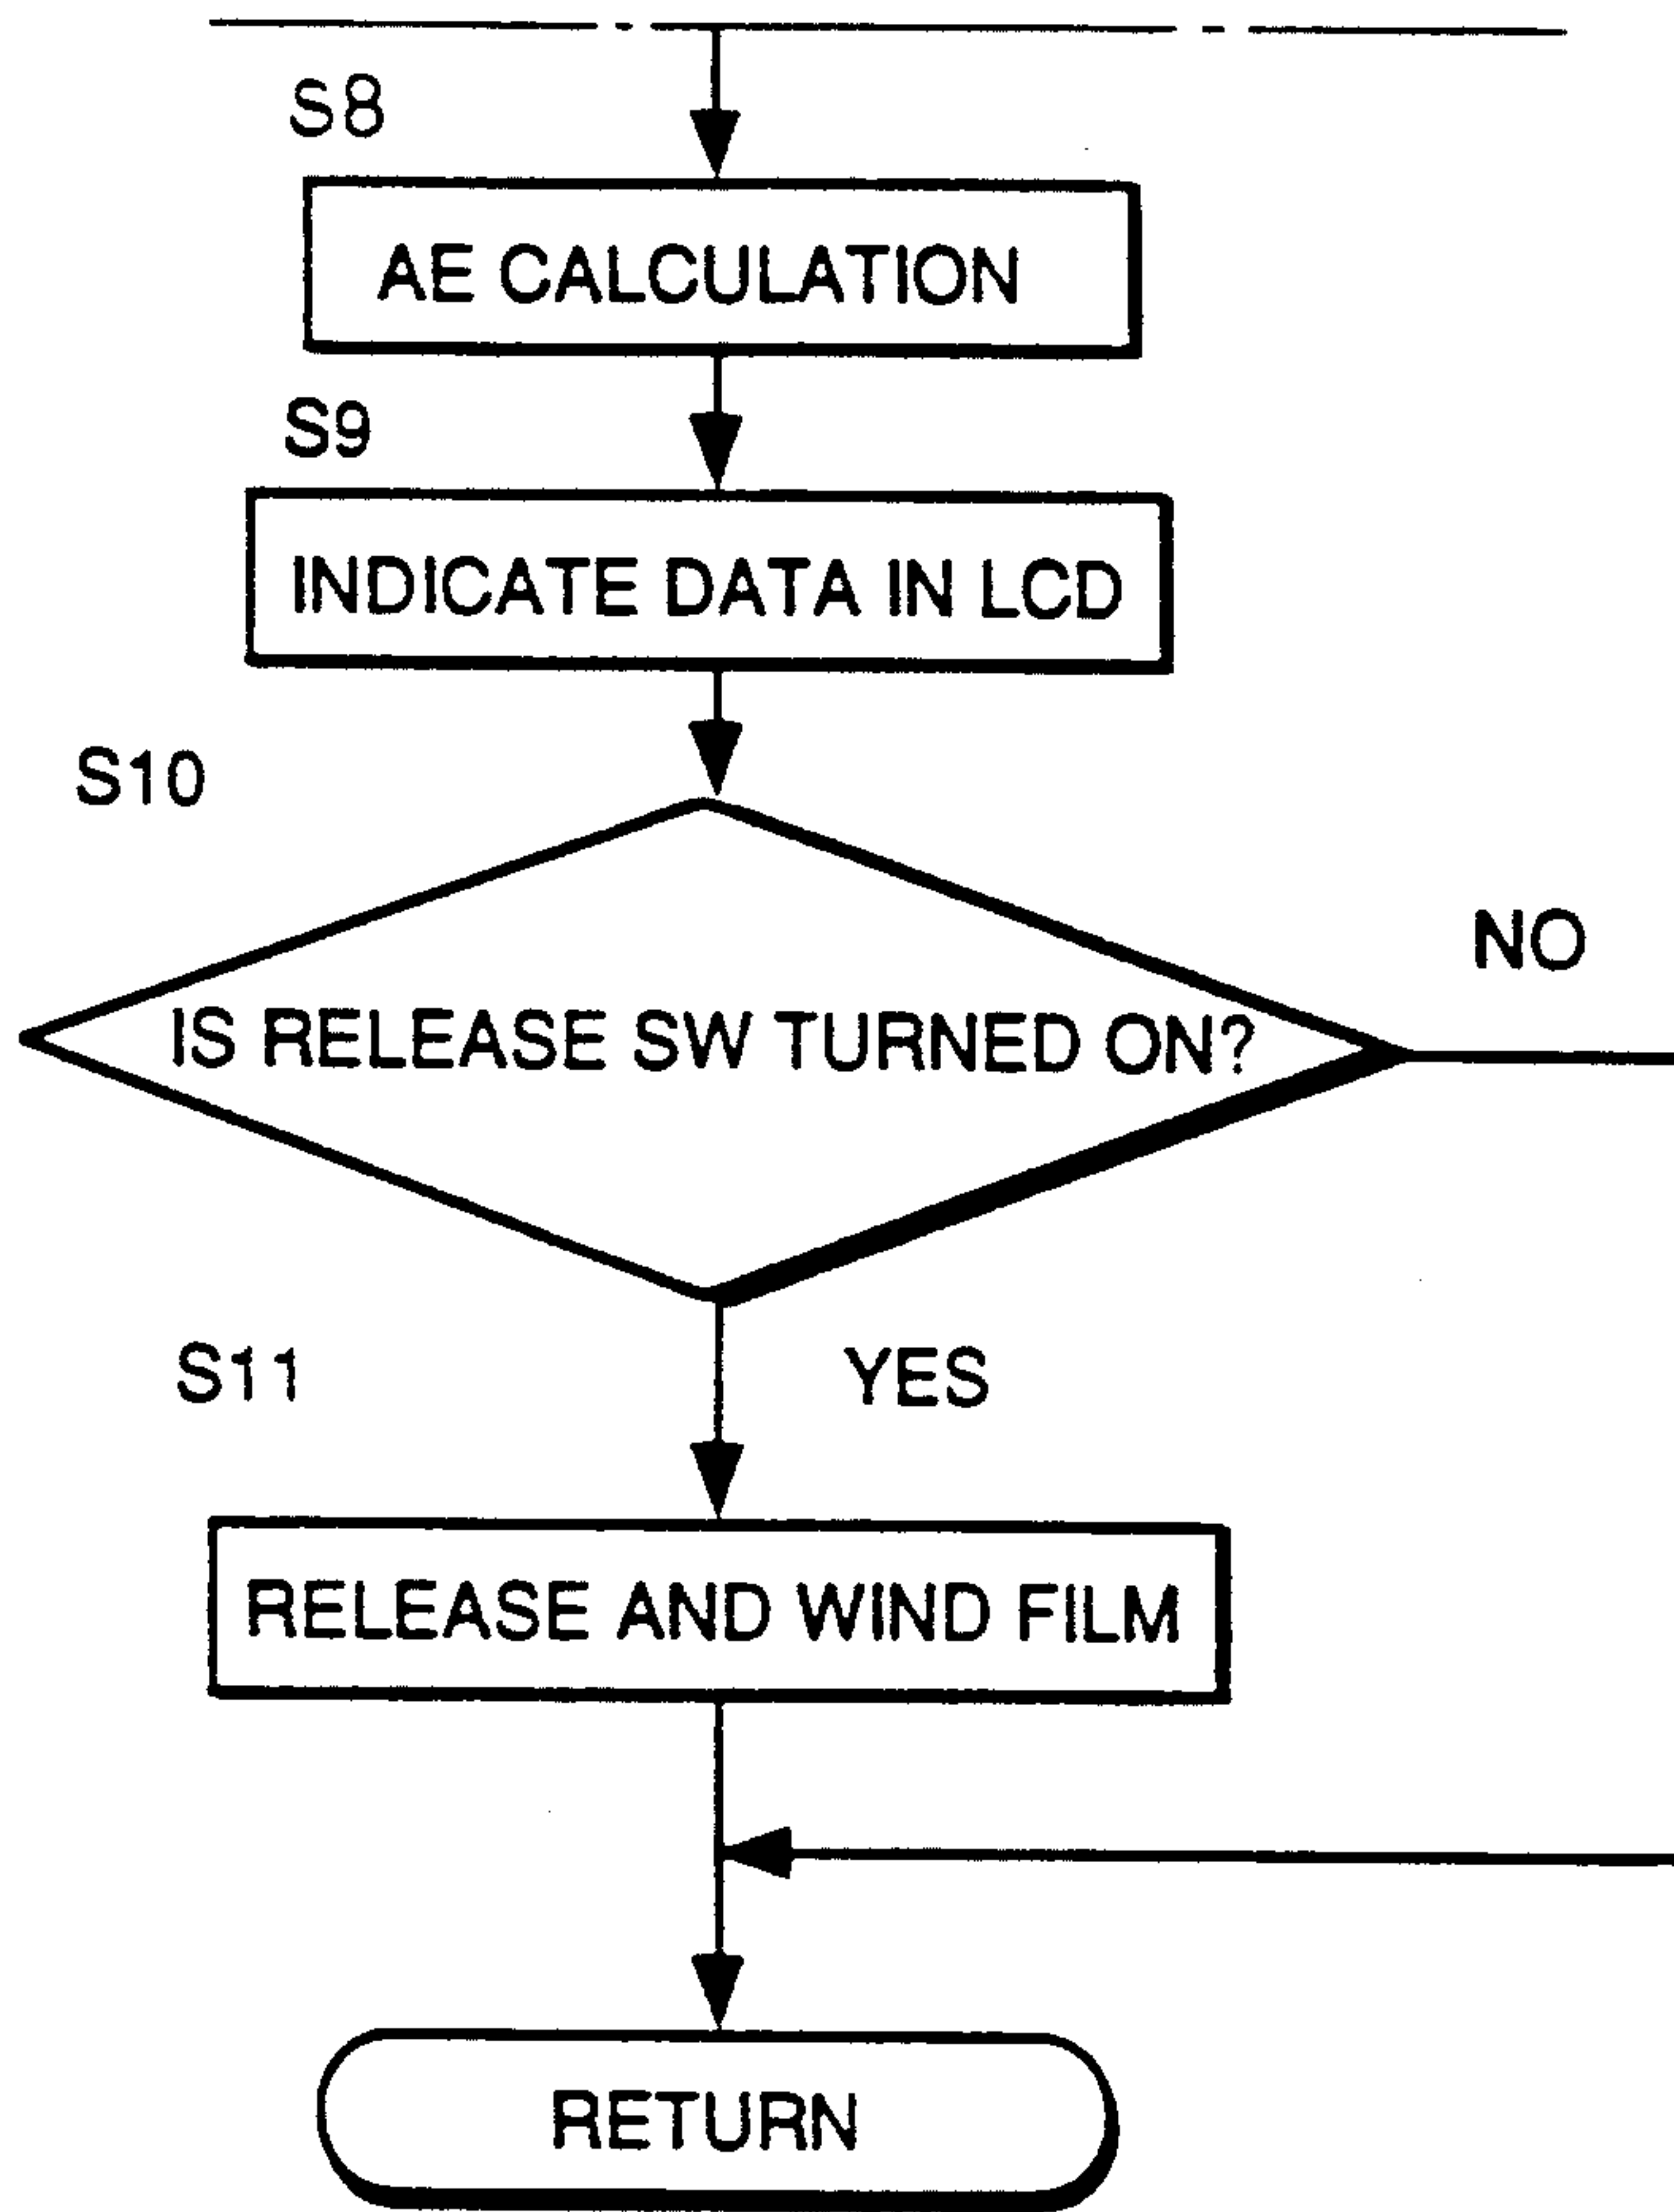 S8
AE CALCULATION
S9
INDICATE DATA IN LCD
S10
NO
IS RELEASE SW TURNED ON?
S11
YES
RELEASE AND WIND FILM
RETURN